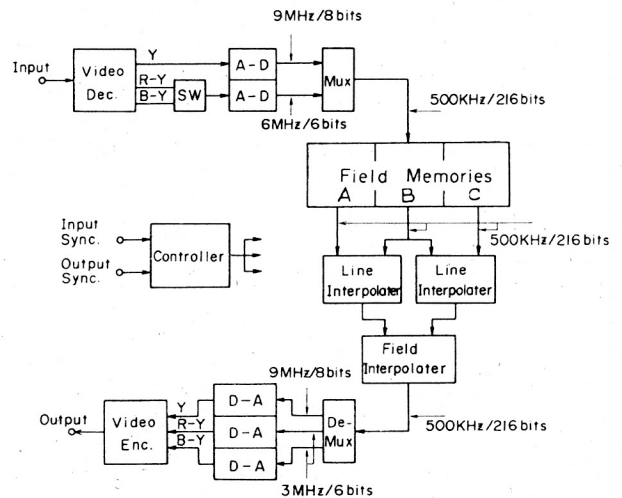 9MHz/8bits
Input
Video
Dec.
Y
R-Y
B-Y
SW
A-D
A-D
Mux
6MHz/6bits
500KHz/216bits
Field Memories
A B C
500KHz/216bits
Input
Sync.
Output
Sync.
Controller
Line
Interpolater
Line
Interpolater
Field
Interpolater
9MHz/8bits
500KHz/216bits
Output
Video
Enc.
Y
R-Y
B-Y
D-A
D-A
D-A
De-
Mux
3MHz/6bits